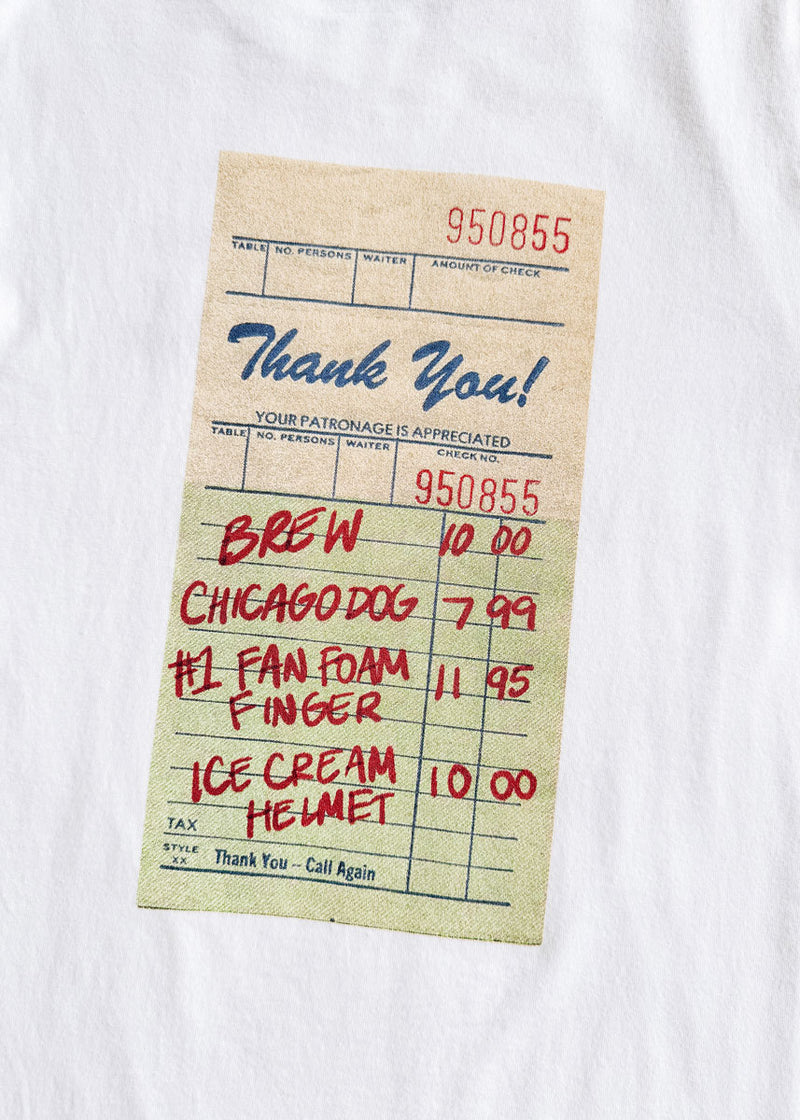 950855
TABLE NO. PERSONS WAITER AMOUNT OF CHECK
Thank You!
YOUR PATRONAGE IS APPRECIATED
TABLE NO. PERSONS WAITER CHECK NO.
950855
BREW 10 00
CHICAGO DOG 7 99
#1 FAN FOAM 11 95
FINGER
ICE CREAM 10 00
HELMET
TAX
STYLE
XX Thank You -- Call Again